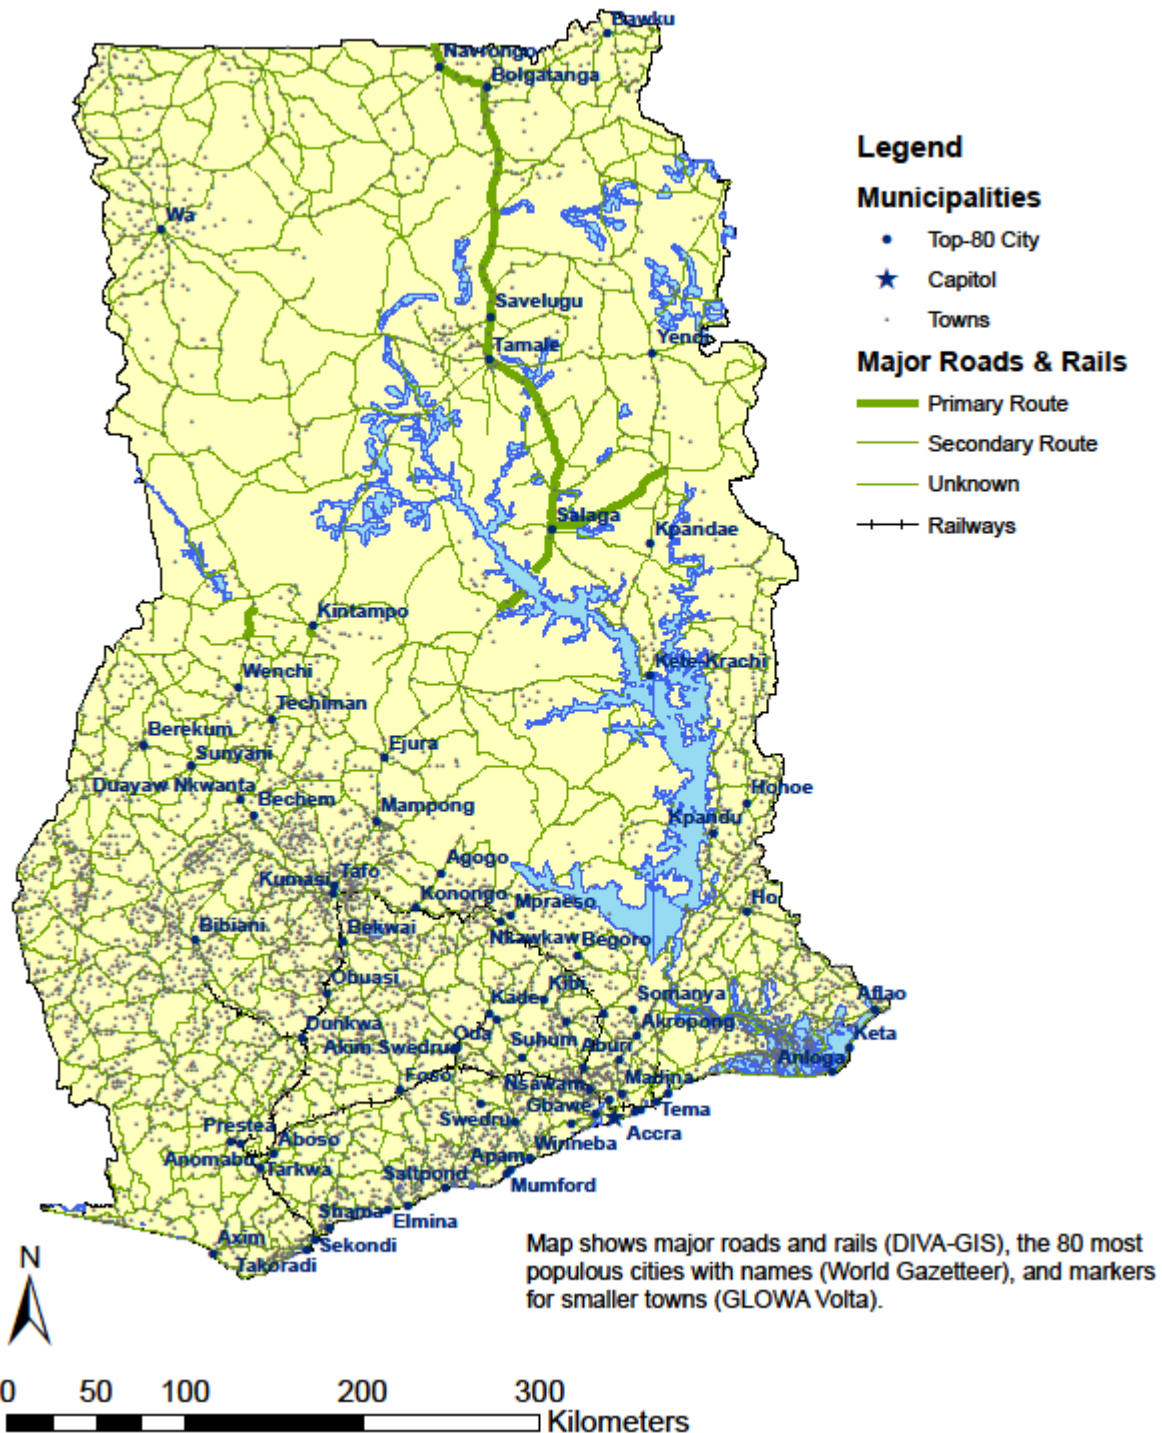 Bawku
Navrongo
Bolgatanga
Wa
Savelugu
Tamale
Yendi
Salaga
Kpandae
Kintampo
Kete-Krachi
Wenchi
Techiman
Berekum
Sunyani
Ejura
Duayaw Nkwanta
Bechem
Mampong
Hohoe
Kpandu
Agogo
Tafo
Kumasi
Konongo
Mpraeso
Ho
Bibiani
Bekwai
Nkawkaw
Begoro
Obuasi
Kibi
Kade
Somanya
Aflao
Dunkwa
Akropong
Keta
Oda
Akim Swedru
Suhum
Aburi
Anloga
Foso
Nsawam
Madina
Swedru
Gbawe
Tema
Accra
Prestea
Aboso
Winneba
Anomabu
Tarkwa
Apam
Saltpond
Mumford
Shama
Elmina
Axim
Sekondi
Takoradi
Legend
Municipalities
Top-80 City
Capitol
Towns
Major Roads & Rails
Primary Route
Secondary Route
Unknown
Railways
Map shows major roads and rails (DIVA-GIS), the 80 most
populous cities with names (World Gazetteer), and markers
for smaller towns (GLOWA Volta).
N
0 50 100 200 300
Kilometers